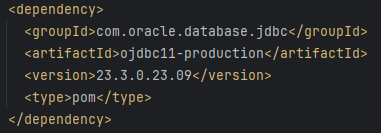 <dependency>
<groupId>com.oracle.database.jdbc</groupId>
<artifactId>ojdbc11-production</artifactId>
<version>23.3.0.23.09</version>
<type>pom</type>
</dependency>